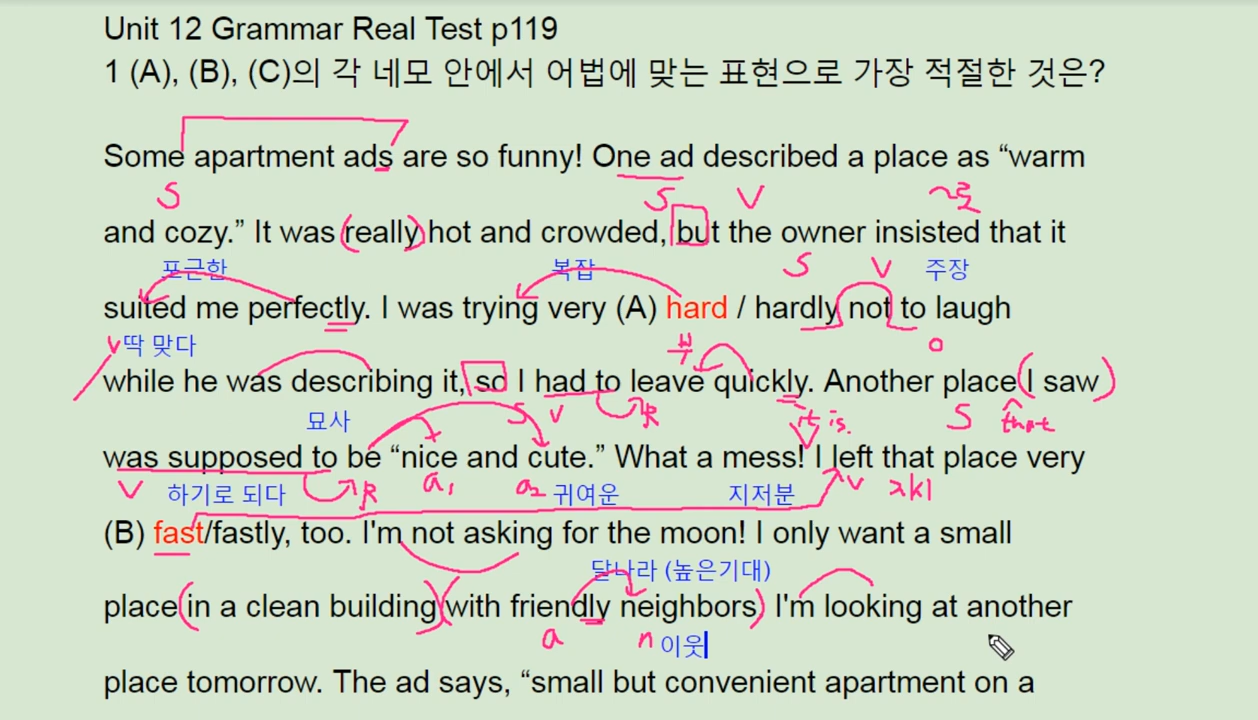 Unit 12 Grammar Real Test p119
1 (A), (B), (C)의 각 네모 안에서 어법에 맞는 표현으로 가장 적절한 것은?
Some apartment ads are so funny! One ad described a place as “warm
S S V ~로
and cozy.” It was (really) hot and crowded, but the owner insisted that it
포근한 복잡 S V 주장
suited me perfectly. I was trying very (A) hard / hardly not to laugh
V 딱 맞다 부 o
while he was describing it, so I had to leave quickly. Another place (I saw)
묘사 S V R it is. S that
was supposed to be “nice and cute.” What a mess! I left that place very
V 하기로 되다 R a1 a2 귀여운 지저분 V
(B) fast/fastly, too. I'm not asking for the moon! I only want a small
달나라 (높은기대)
place (in a clean building) (with friendly neighbors) I'm looking at another
a n 이웃
place tomorrow. The ad says, “small but convenient apartment on a